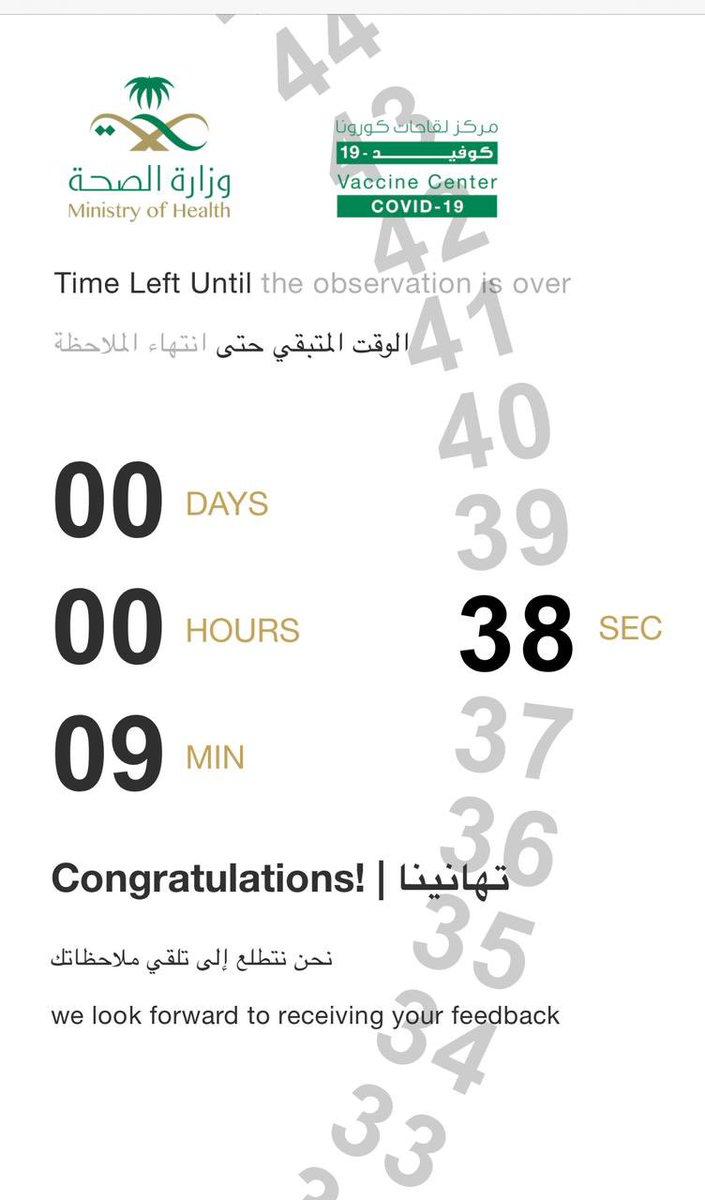 44
43
وزارة الصحة
Ministry of Health
مركز لقاحات كورونا
كوفيـــــــد - 19
Vaccine Center
COVID-19
42
Time Left Until the observation is over
41
الوقت المتبقي حتى انتهاء الملاحظة
40
39
00 DAYS
00 HOURS
38 SEC
37
09 MIN
36
Congratulations! | تهانينا
35
نحن نتطلع إلى تلقي ملاحظاتك
we look forward to receiving your feedback
34
33